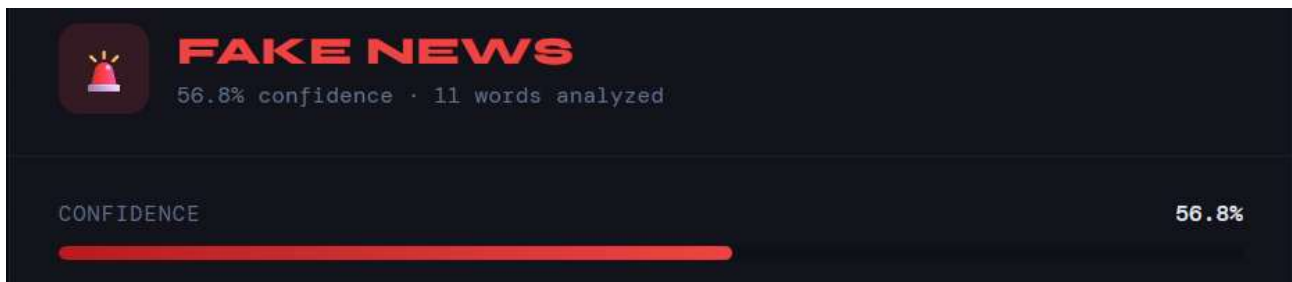 FAKE NEWS
56.8% confidence · 11 words analyzed
CONFIDENCE
56.8%